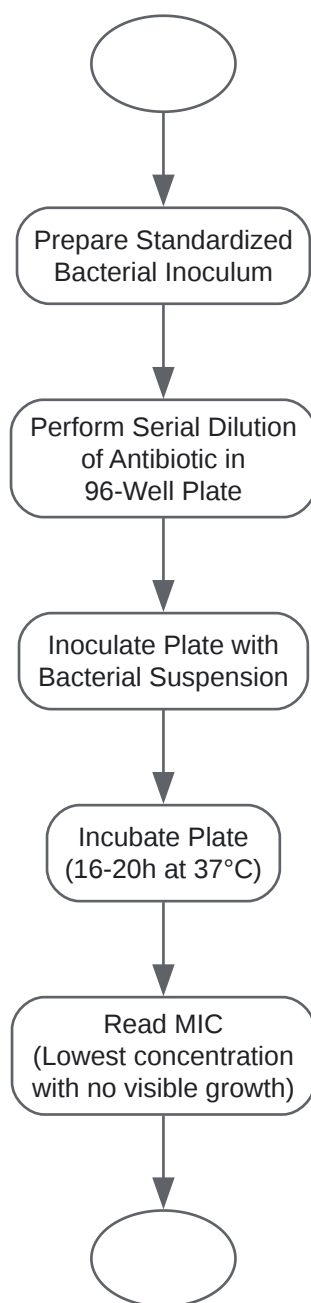 Prepare Standardized
Bacterial Inoculum
Perform Serial Dilution
of Antibiotic in
96-Well Plate
Inoculate Plate with
Bacterial Suspension
Incubate Plate
(16-20h at 37°C)
Read MIC
(Lowest concentration
with no visible growth)